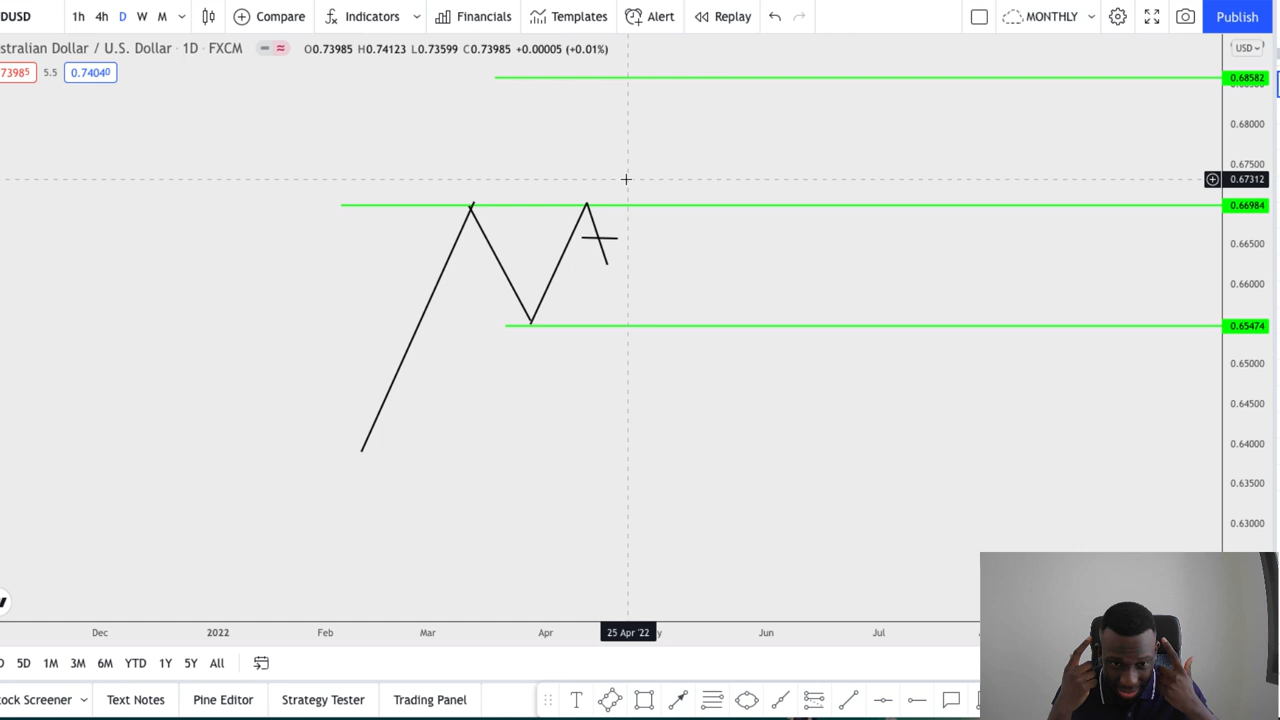 DUSD 1h 4h D W M Compare Indicators Financials Templates Alert Replay MONTHLY Publish
stralian Dollar / U.S. Dollar · 1D · FXCM O0.73985 H0.74123 L0.73599 C0.73985 +0.00005 (+0.01%) USD
73985 5.5 0.74040
0.68582
0.68000
0.67500
0.67312
0.66984
0.66500
0.66000
0.65474
0.65000
0.64500
0.64000
0.63500
0.63000
Dec 2022 Feb Mar Apr 25 Apr '22 y Jun Jul
D 5D 1M 3M 6M YTD 1Y 5Y All
tock Screener Text Notes Pine Editor Strategy Tester Trading Panel